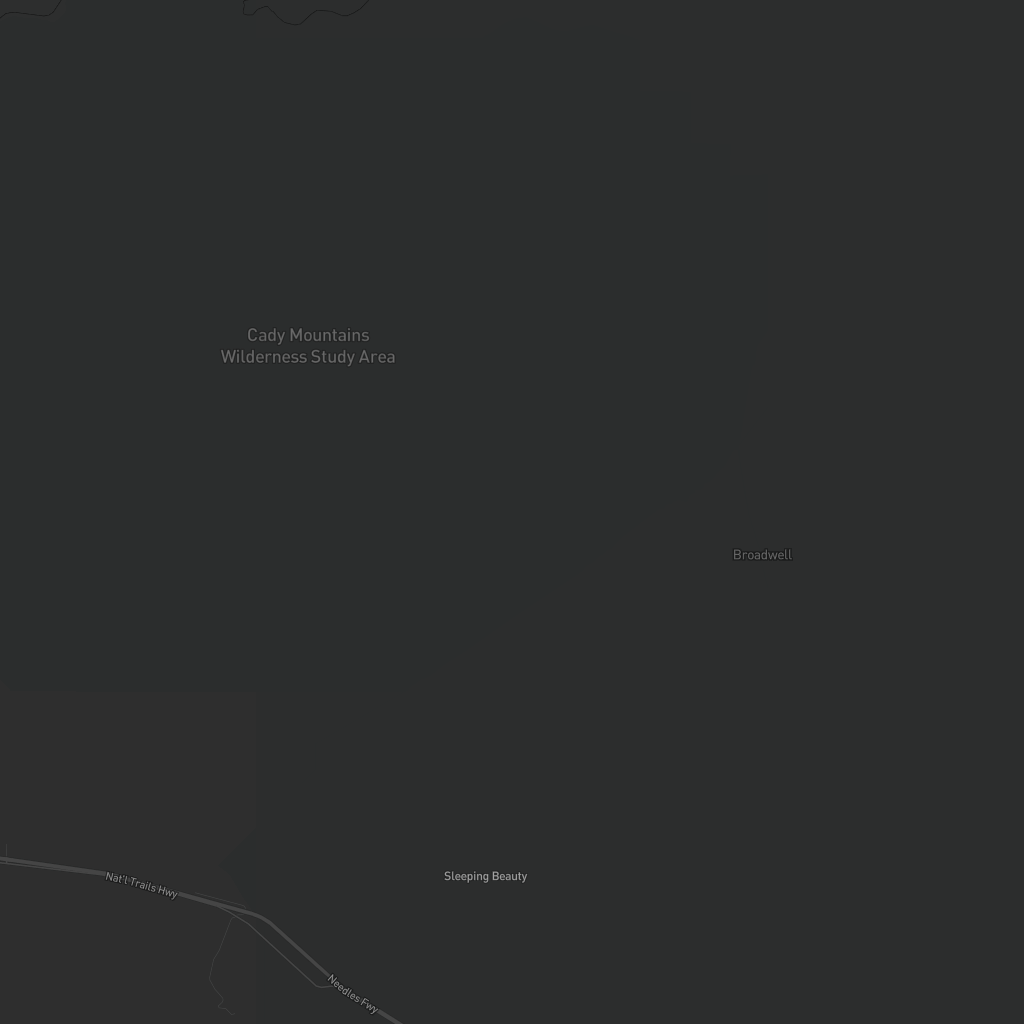 Cady Mountains
Wilderness Study Area
Broadwell
Sleeping Beauty
Nat'l Trails Hwy
Needles Fwy